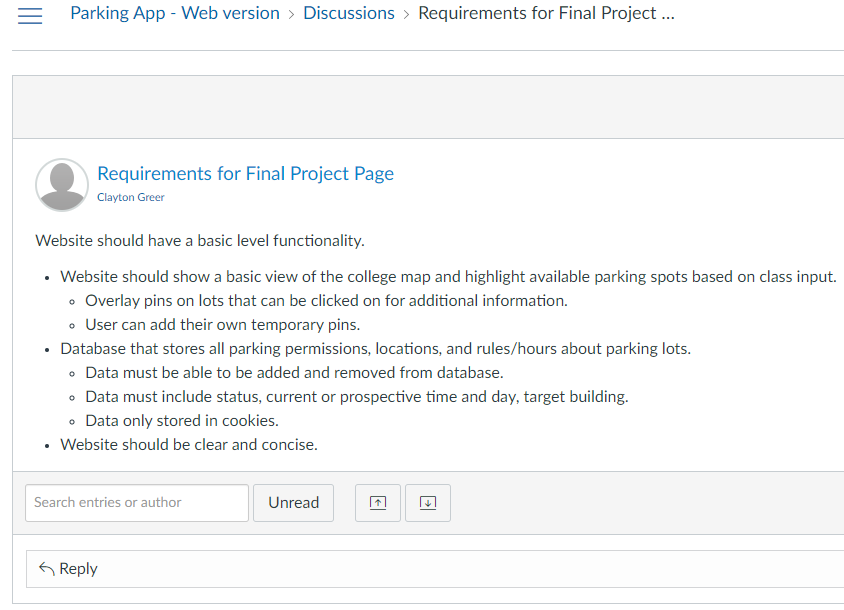 Parking App - Web version › Discussions › Requirements for Final Project ...
Requirements for Final Project Page
Clayton Greer
Website should have a basic level functionality.
• Website should show a basic view of the college map and highlight available parking spots based on class input.
◦ Overlay pins on lots that can be clicked on for additional information.
◦ User can add their own temporary pins.
• Database that stores all parking permissions, locations, and rules/hours about parking lots.
◦ Data must be able to be added and removed from database.
◦ Data must include status, current or prospective time and day, target building.
◦ Data only stored in cookies.
• Website should be clear and concise.
Search entries or author Unread
Reply